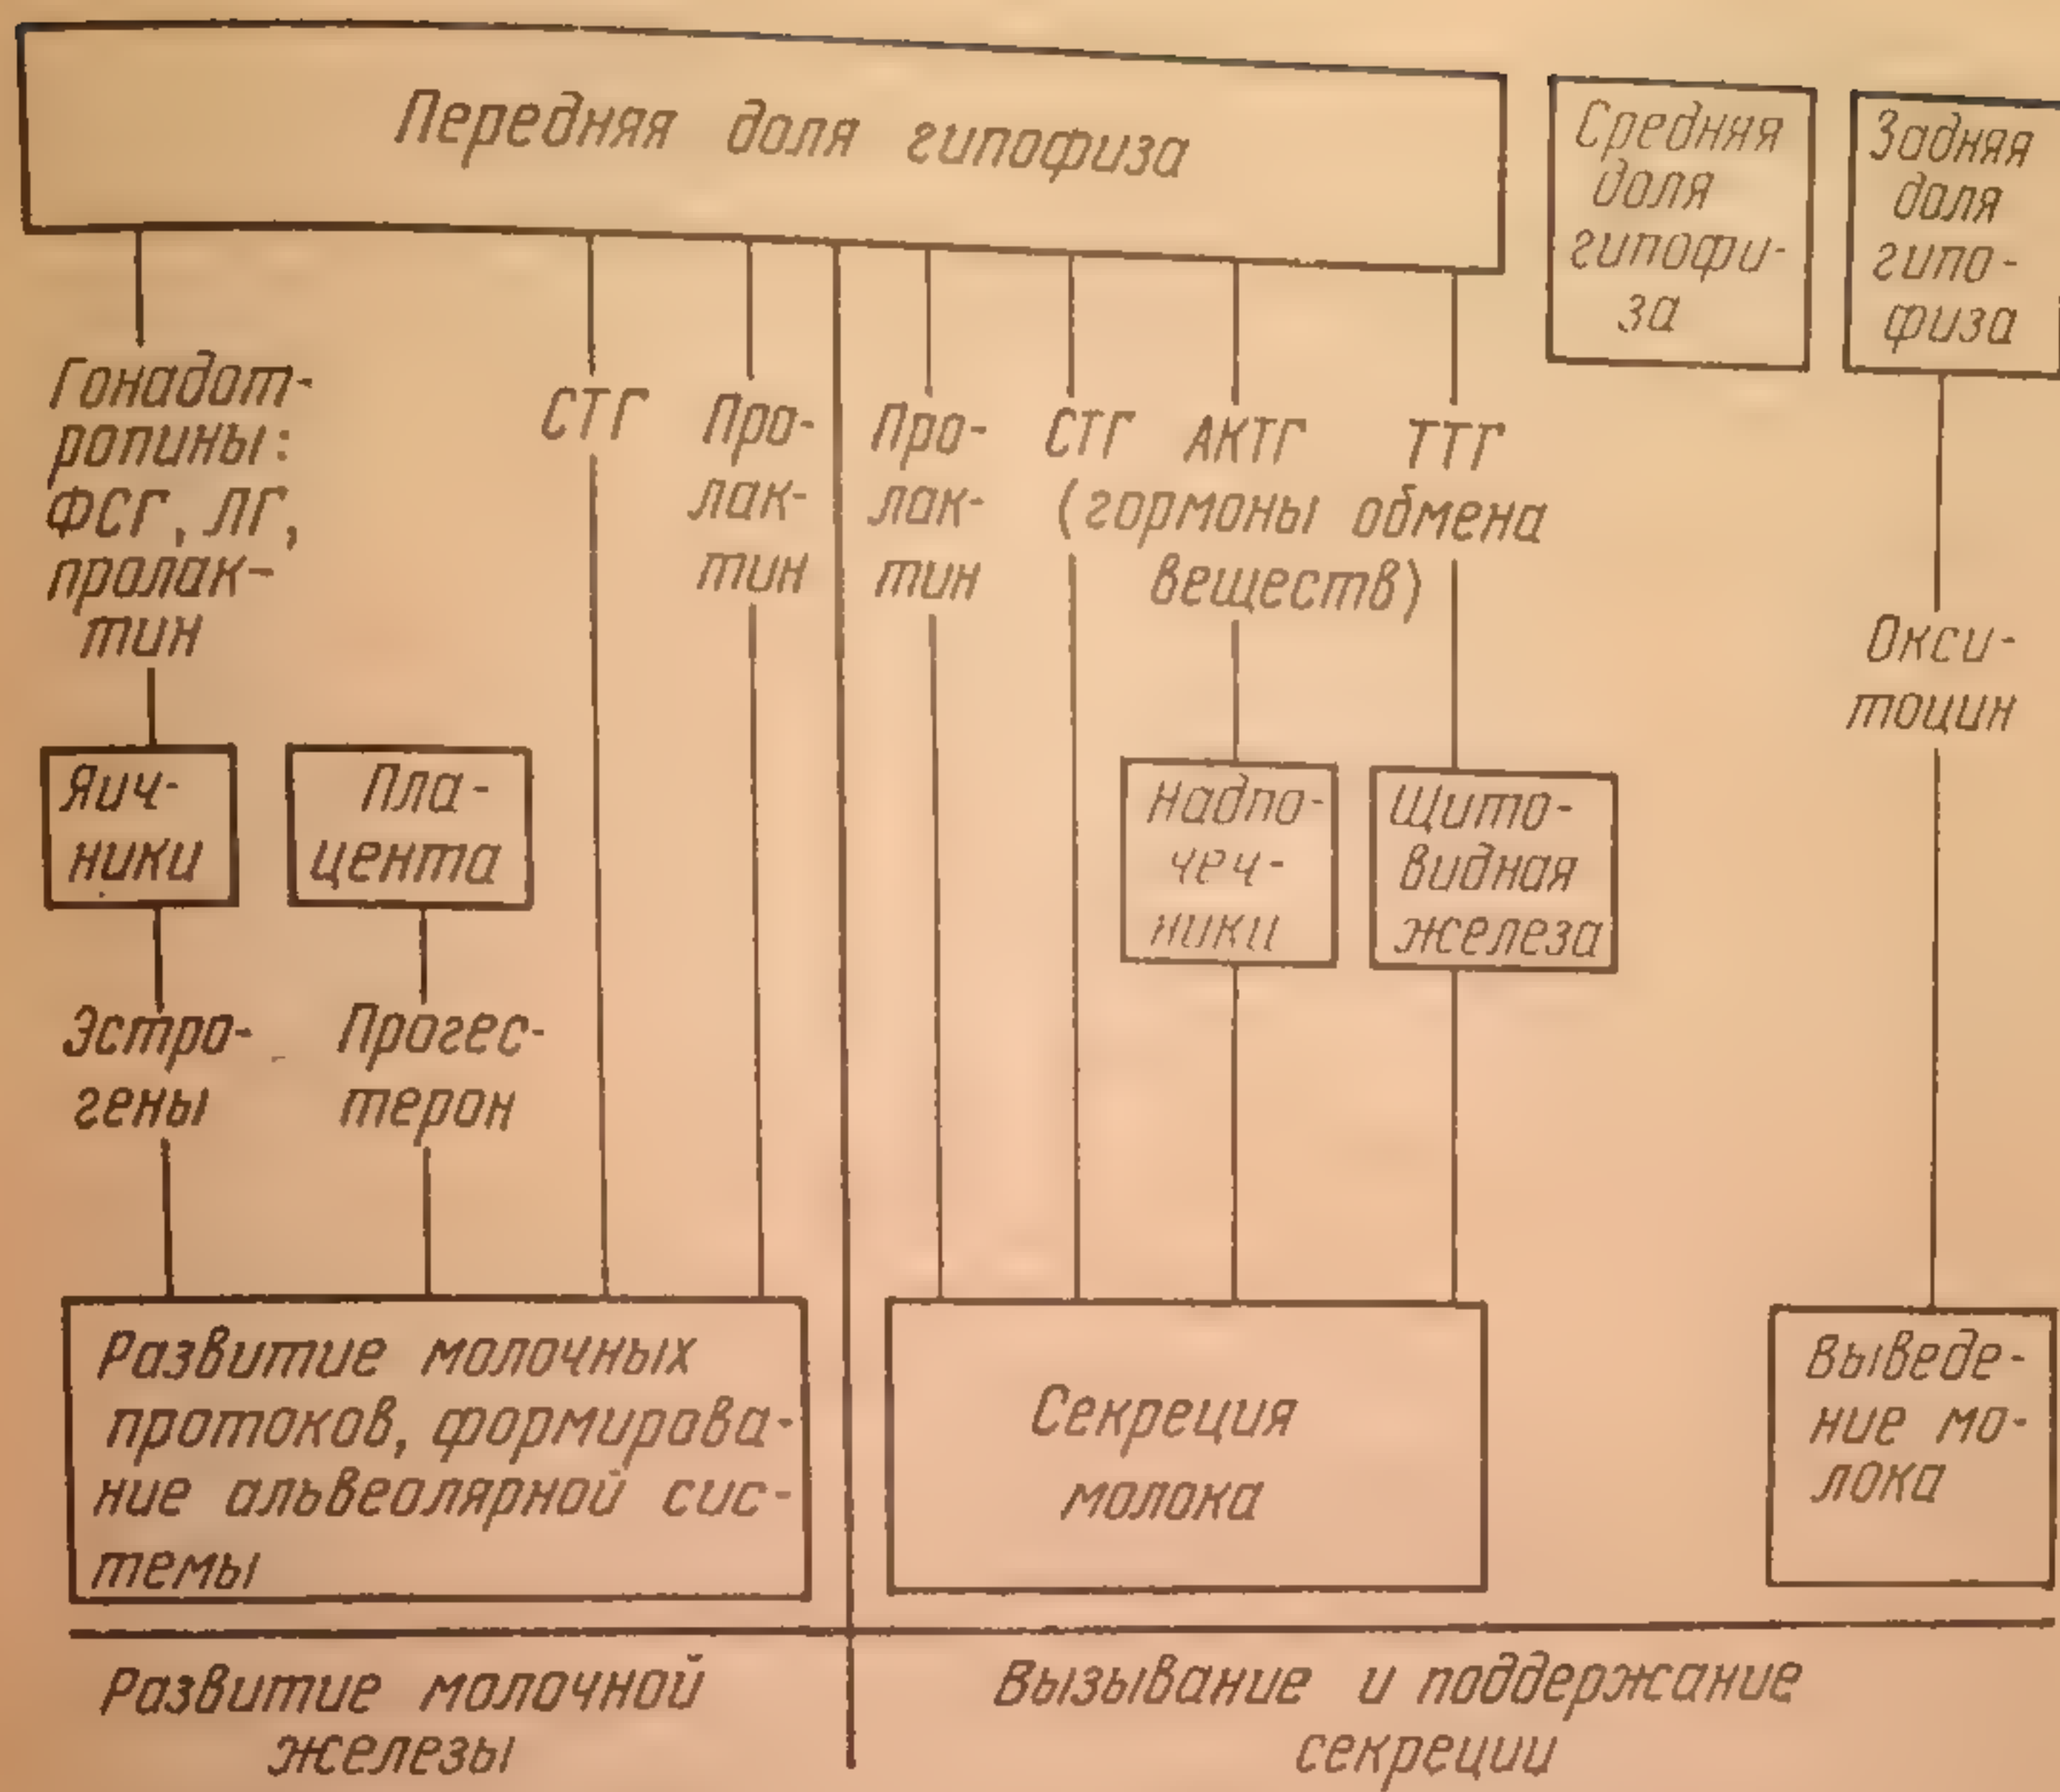 Передняя доля гипофиза
Средняя
доля
гипофи-
за
Задняя
доля
гипо-
физа
Гонадот-
ропины:
ФСГ, ЛГ,
пролак-
тин
СТГ
Про-
лак-
тин
Про-
лак-
тин
СТГ АКТГ ТТГ
(гормоны обмена
веществ)
Окси-
тоцин
Яич-
ники
Пла-
цента
Надпо-
чеч-
ники
Щито-
видная
железа
Эстро-
гены
Прогес-
терон
Развитие молочных
протоков, формирова-
ние альвеолярной сис-
темы
Секреция
молока
Выведе-
ние мо-
лока
Развитие молочной
железы
Вызывание и поддержание
секреции